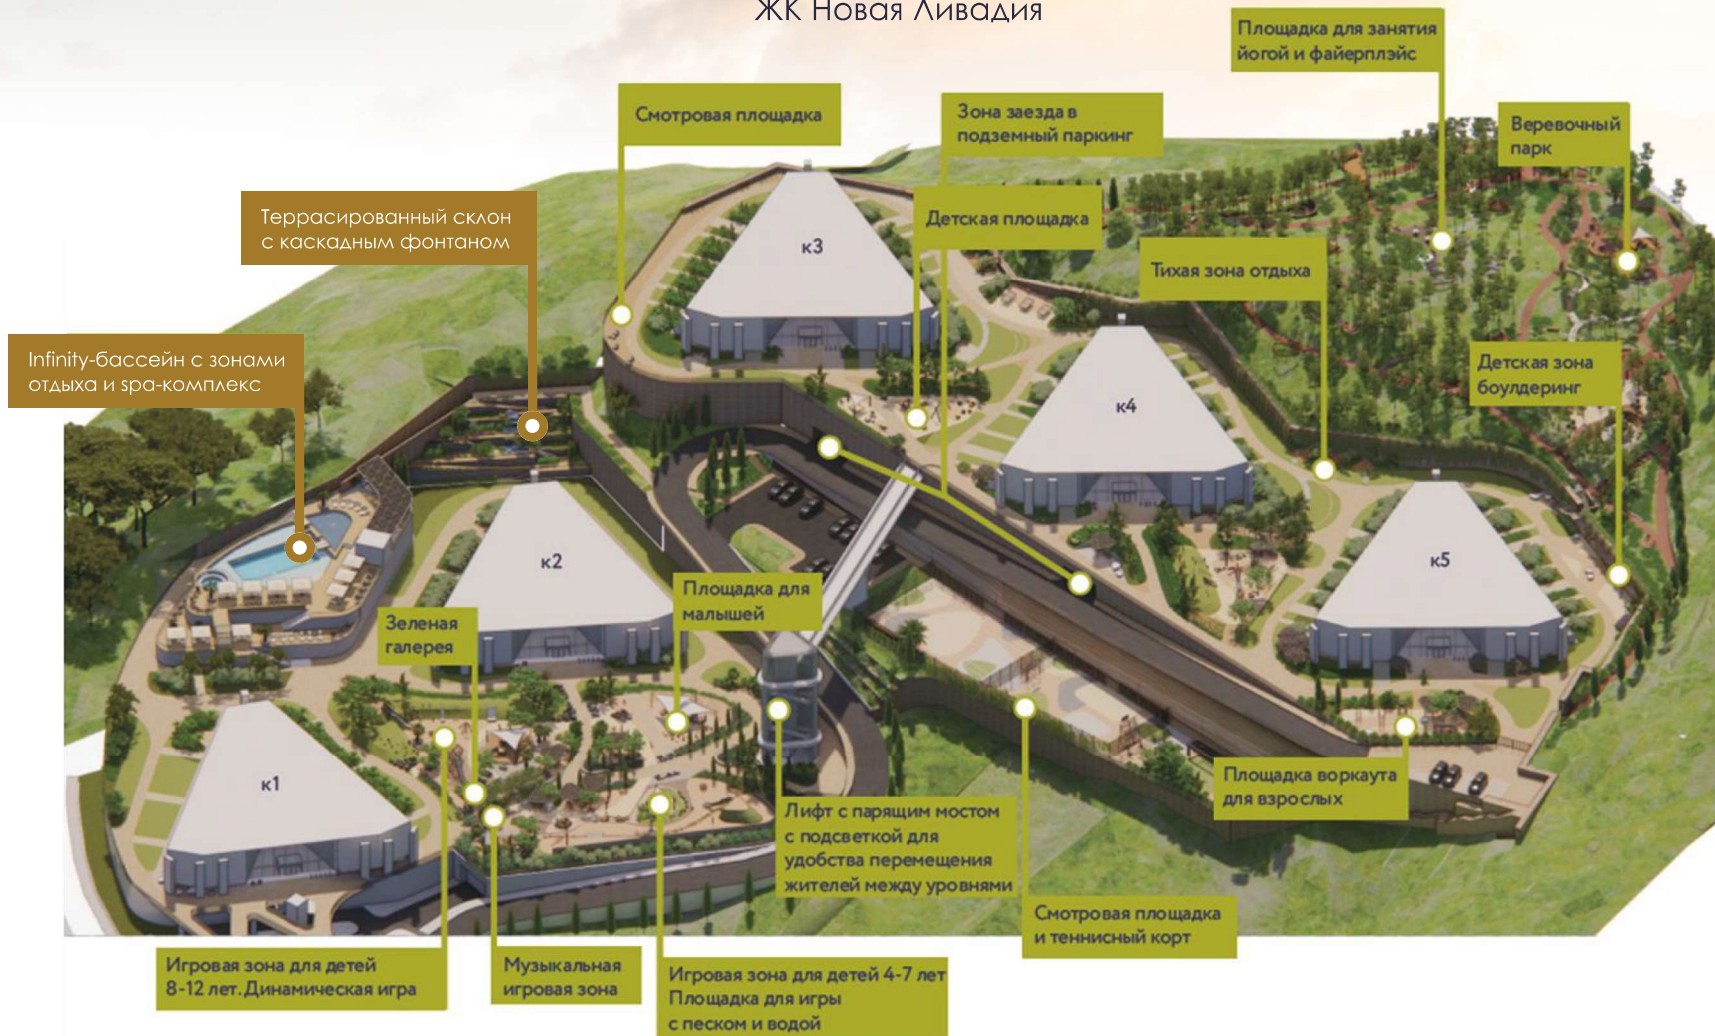 ЖК Новая Ливадия
Площадка для занятия
йогой и файерплэйс
Смотровая площадка
Зона заезда в
подземный паркинг
Веревочный
парк
Террасированный склон
с каскадным фонтаном
Детская площадка
к3
Тихая зона отдыха
Infinity-бассейн с зонами
отдыха и spa-комплекс
Детская зона
боулдеринг
к4
к2
к5
Площадка для
малышей
Зеленая
галерея
к1
Площадка воркаута
для взрослых
Лифт с парящим мостом
с подсветкой для
удобства перемещения
жителей между уровнями
Смотровая площадка
и теннисный корт
Игровая зона для детей
8-12 лет. Динамическая игра
Музыкальная
игровая зона
Игровая зона для детей 4-7 лет
Площадка для игры
с песком и водой